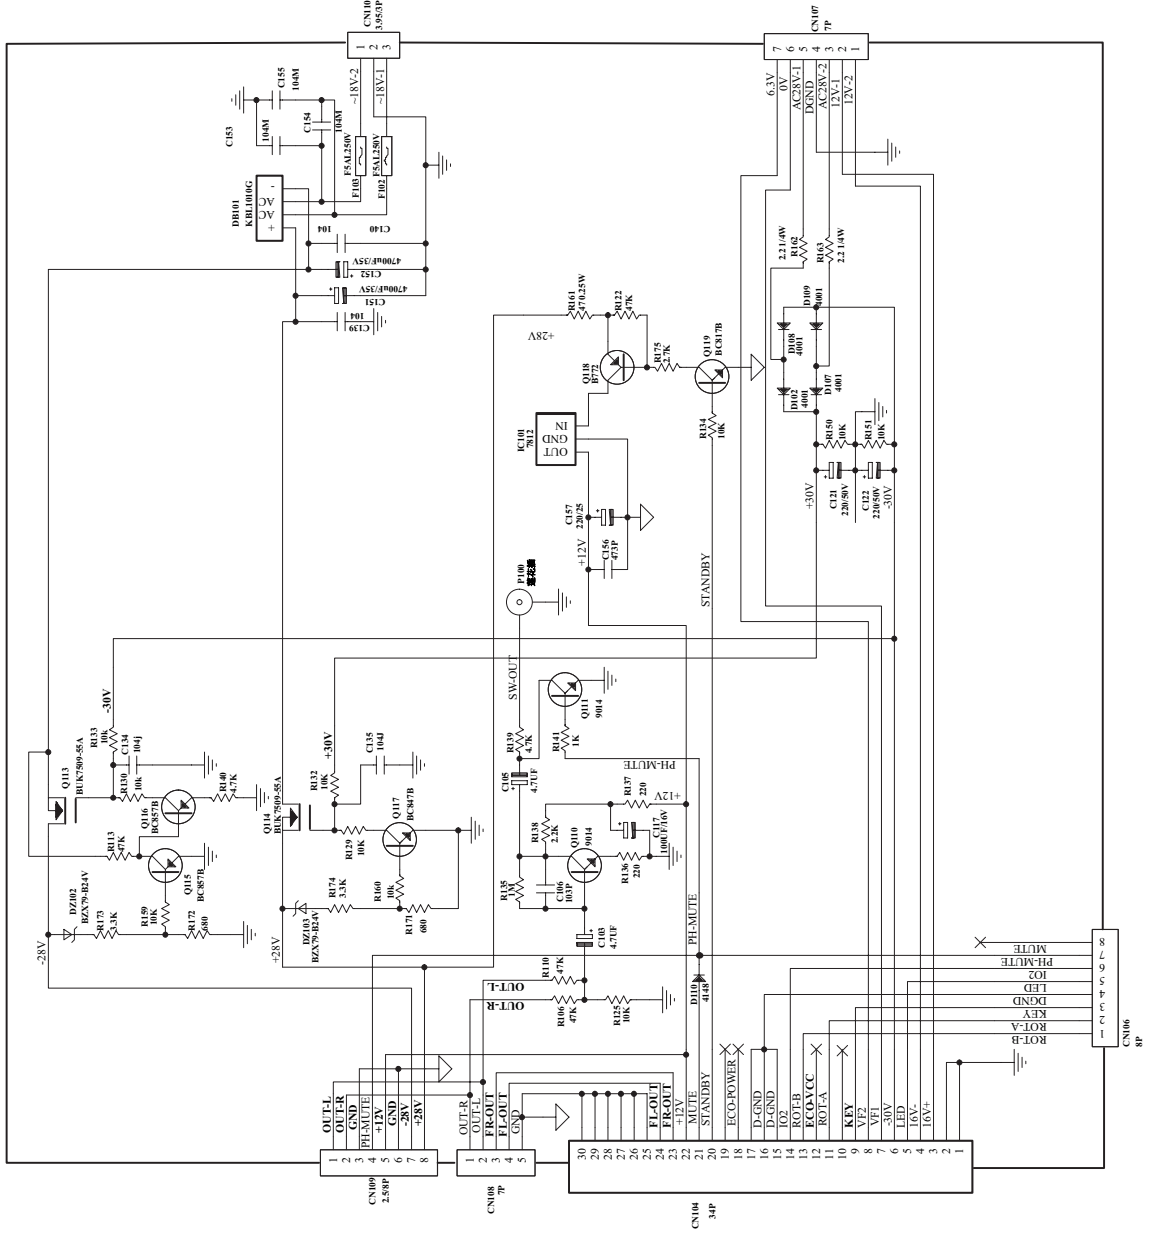 CN110
3.95/3P
1
2
3
~18V-2
~18V-1
C155
104M
C154
104M
C153
104M
F5AL250V
F5AL250V
F103
F102
DB101
KBL1010G
-
AC
AC
+
104
C140
4700uF/35V
C152
4700uF/35V
C151
104
C139
CN107
7P
7
6
5
4
3
2
1
6.3V
0V
AC28V-1
DGND
AC28V-2
12V-1
12V-2
2.2 1/4W
R162
R163
2.2 1/4W
D109
4001
D108
4001
D107
4001
D102
4001
R150
10K
R151
10K
C121
220/50V
C122
220/50V
+30V
-30V
+28V
R161
470.25W
R122
47K
Q118
B772
R175
2.7K
Q119
BC817B
R134
10K
IC101
7812
IN
GND
OUT
C157
220/25
+12V
C156
473P
P100
莲花插
STANDBY
SW-OUT
Q111
9014
R139
4.7K
R141
1K
C105
4.7UF
PH-MUTE
R137
220
+12V
C117
100UF/16V
R138
2.2K
Q110
9014
R136
220
R135
1M
C106
103P
C103
4.7UF
R110
47K
OUT-L
OUT-R
R106
47K
R125
10K
PH-MUTE
D110
4148
-30V
R133
10k
C134
104j
Q113
BUK7509-55A
R130
10k
Q116
BC857B
R140
4.7K
R113
47K
Q115
BC857B
DZ102
BZX79-B24V
R173
3.3K
R159
10K
R172
680
-28V
+30V
C135
104J
R132
10K
Q114
BUK7509-55A
Q117
BC847B
R129
10K
R174
3.3K
R160
10k
DZ103
BZX79-B24V
R171
680
+28V
CN109
2.5/8P
1
2
3
4
5
6
7
8
OUT-L
OUT-R
GND
PH-MUTE
+12V
GND
-28V
+28V
CN108
7P
1
2
3
4
5
OUT-R
OUT-L
FR-OUT
FL-OUT
GND
CN104
34P
30
29
28
27
26
25
24
23
22
21
20
19
18
17
16
15
14
13
12
11
10
9
8
7
6
5
4
3
2
1
FL-OUT
FR-OUT
+12V
MUTE
STANDBY
ECO-POWER
D-GND
D-GND
IO2
ROT-B
ECO-VCC
ROT-A
KEY
VF2
VF1
-30V
LED
16V-
16V+
CN106
8P
8
7
6
5
4
3
2
1
MUTE
PH-MUTE
IO2
LED
DGND
KEY
ROT-A
ROT-B